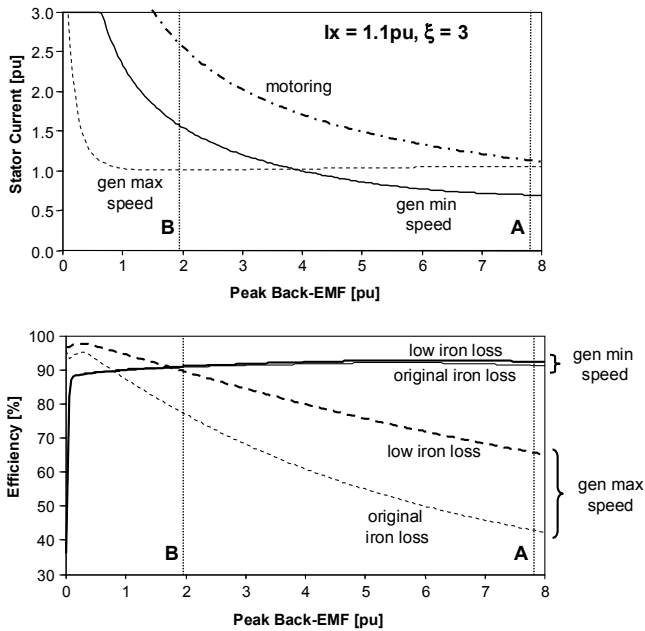 Ix = 1.1pu, ξ = 3
3.0
2.5
2.0
1.5
1.0
0.5
0.0
Stator Current [pu]
motoring
gen max
speed
gen min
speed
B
A
0 1 2 3 4 5 6 7 8
Peak Back-EMF [pu]
100
90
80
70
60
50
40
30
Efficiency [%]
low iron loss
original iron loss
gen min
speed
low iron loss
original
iron loss
gen max
speed
B
A
0 1 2 3 4 5 6 7 8
Peak Back-EMF [pu]